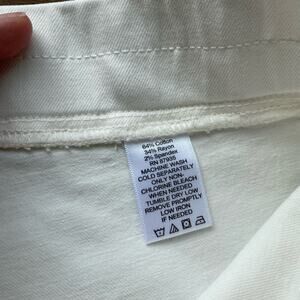 64% Cotton
34% Rayon
2% Spandex
RN 87935
MACHINE WASH
COLD SEPARATELY
ONLY NON-
CHLORINE BLEACH
WHEN NEEDED
TUMBLE DRY LOW
REMOVE PROMPTLY
LOW IRON
IF NEEDED